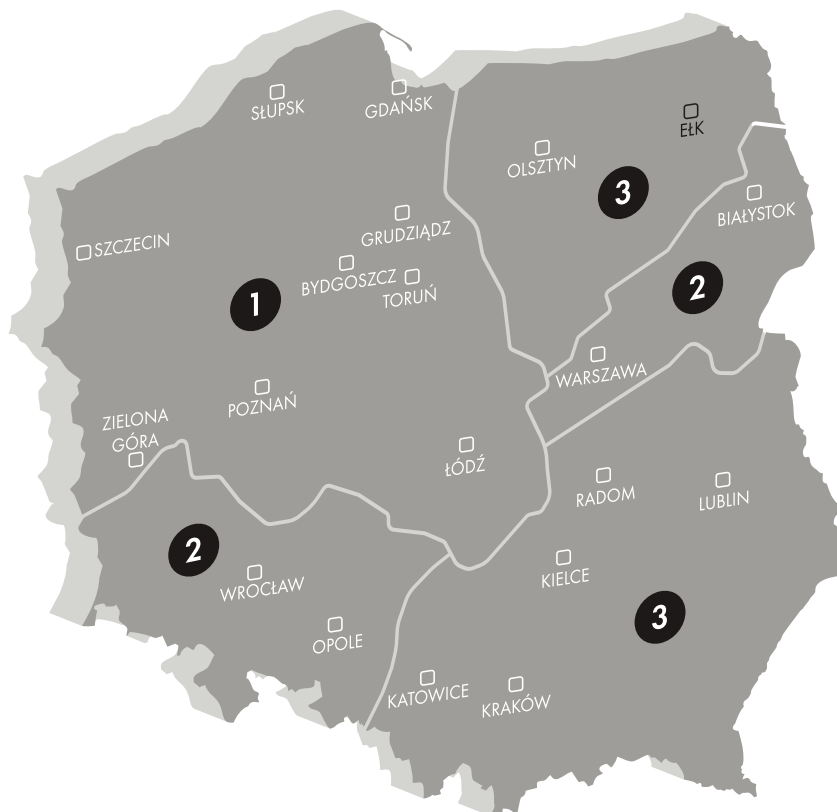 SŁUPSK
GDAŃSK
EŁK
OLSZTYN
3
BIAŁYSTOK
GRUDZIĄDZ
SZCZECIN
BYDGOSZCZ
TORUŃ
2
1
WARSZAWA
POZNAŃ
ZIELONA
GÓRA
ŁÓDŹ
RADOM
LUBLIN
2
WROCŁAW
KIELCE
3
OPOLE
KATOWICE
KRAKÓW